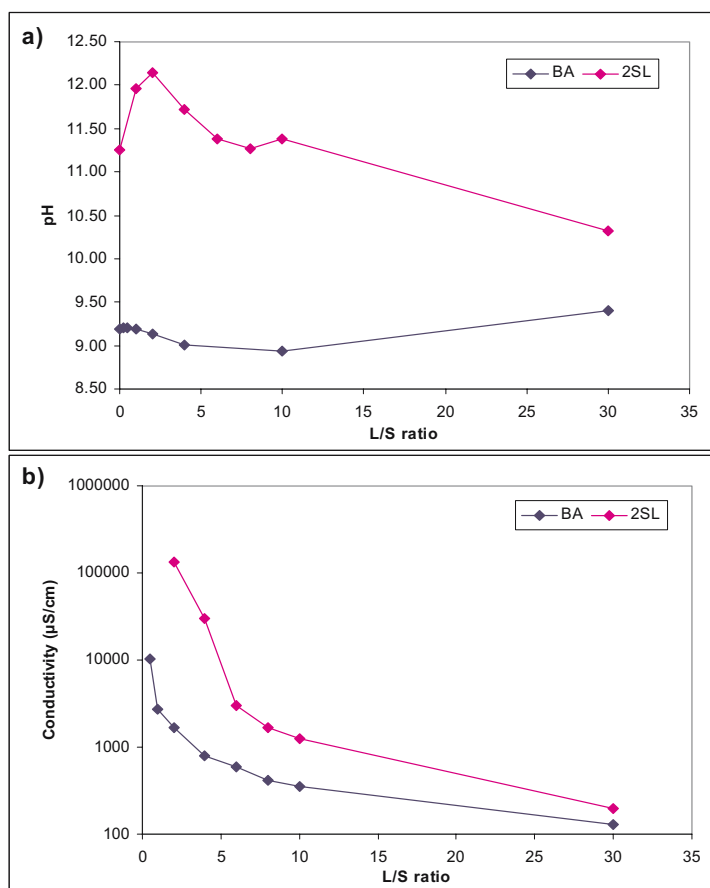 a)
12.50
12.00
11.50
11.00
10.50
10.00
9.50
9.00
8.50
pH
BA 2SL
0 5 10 15 20 25 30 35
L/S ratio
b)
1000000
100000
10000
1000
100
Conductivity (µS/cm)
BA 2SL
0 5 10 15 20 25 30 35
L/S ratio